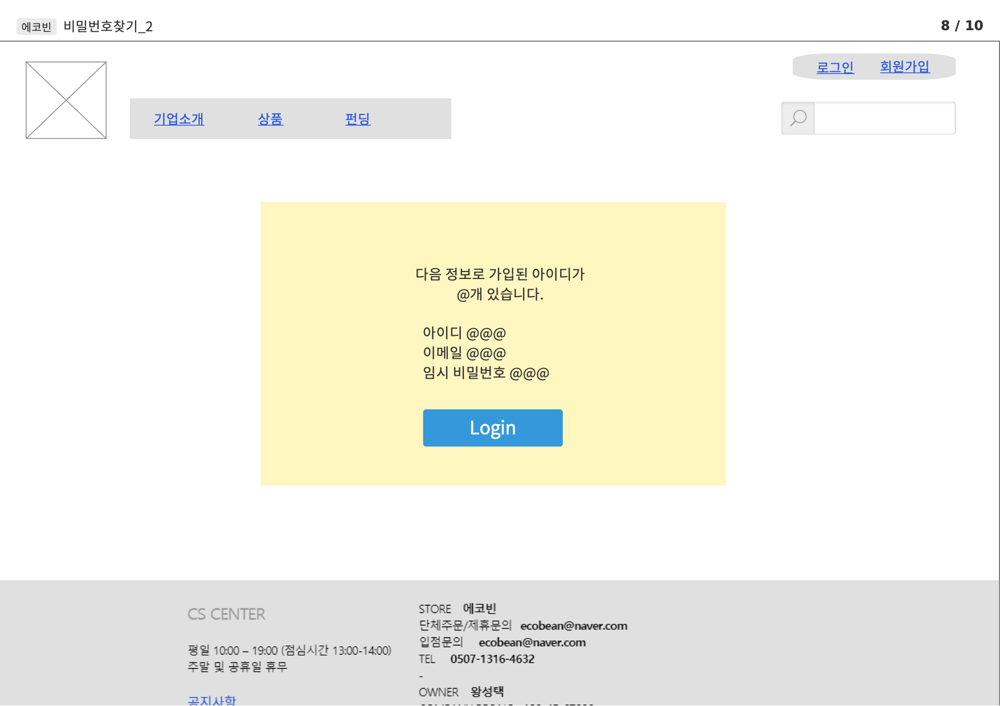 에코빈 비밀번호찾기_2
8 / 10
로그인 회원가입
기업소개 상품 펀딩
다음 정보로 가입된 아이디가
@개 있습니다.
아이디 @@@
이메일 @@@
임시 비밀번호 @@@
Login
CS CENTER
평일 10:00 – 19:00 (점심시간 13:00-14:00)
주말 및 공휴일 휴무
공지사항
STORE 에코빈
단체주문/제휴문의 ecobean@naver.com
입점문의 ecobean@naver.com
TEL 0507-1316-4632
-
OWNER 왕성택